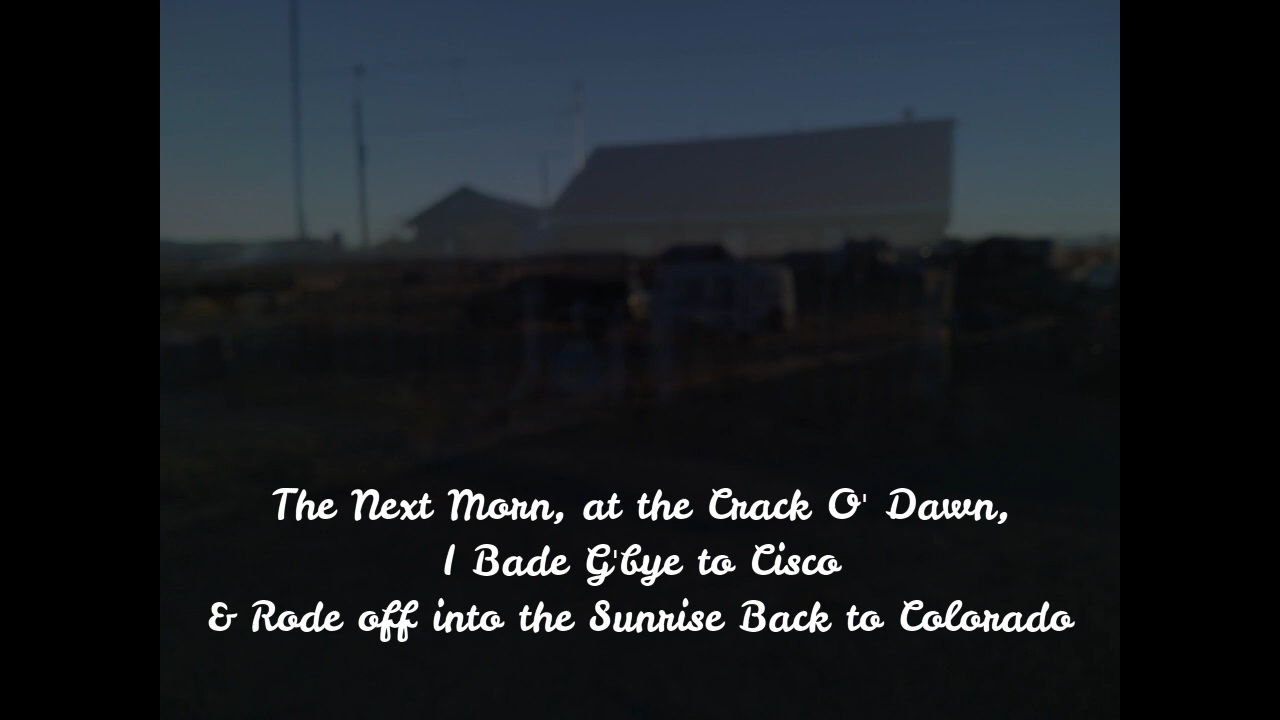 The Next Morn, at the Crack O' Dawn,
I Bade G'bye to Cisco
& Rode off into the Sunrise Back to Colorado